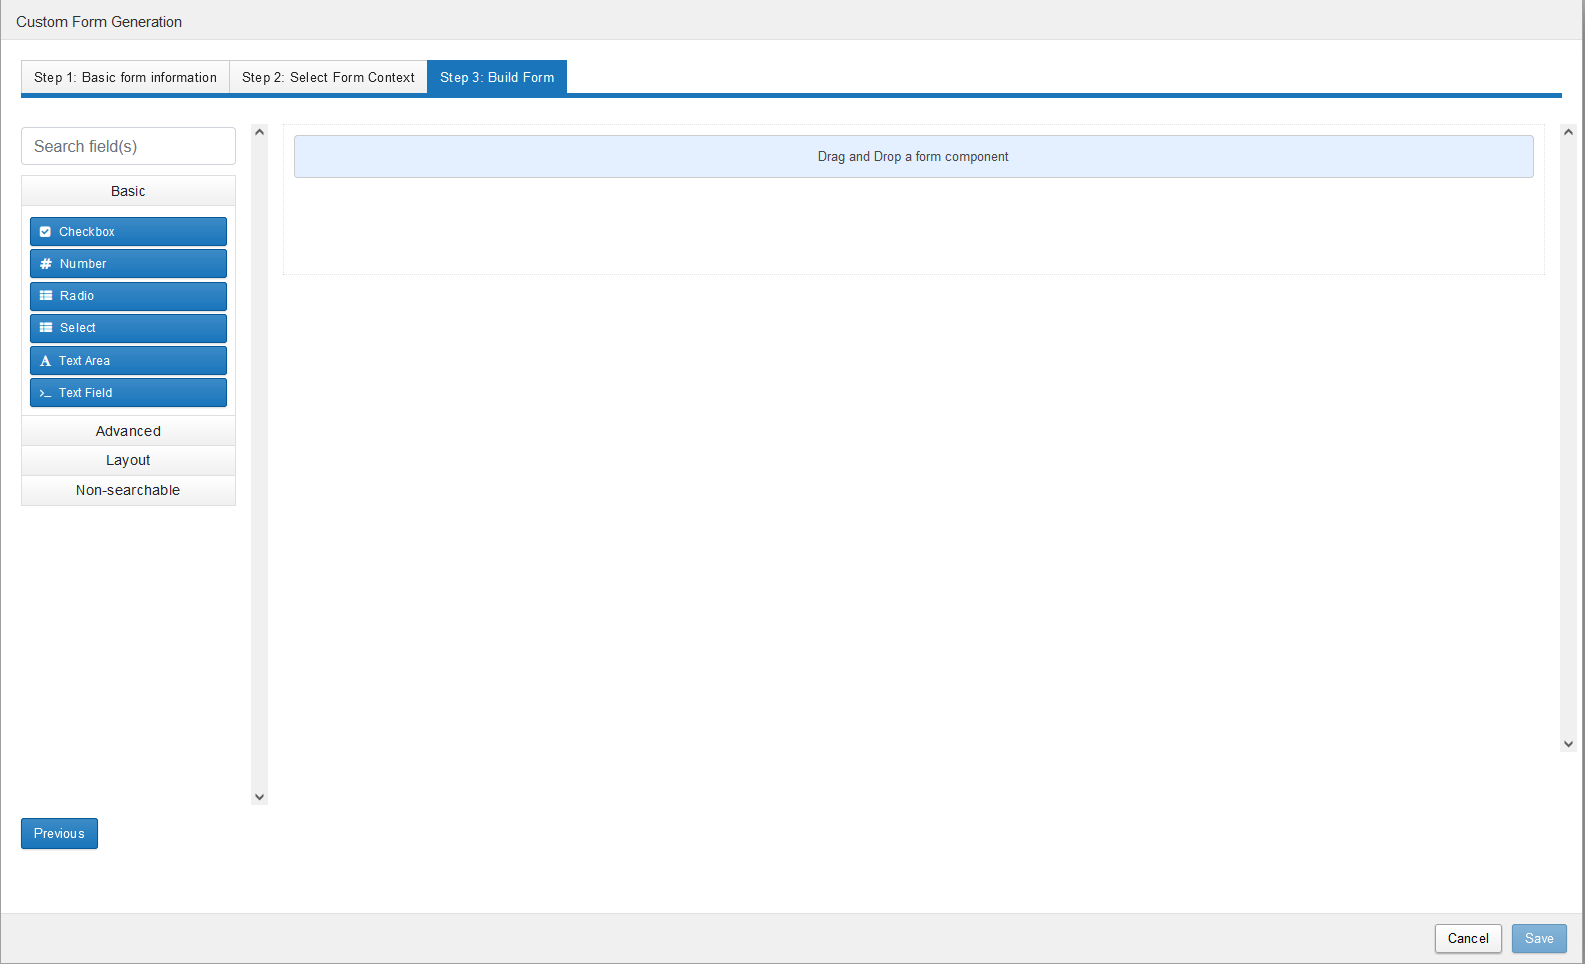 Custom Form Generation
Step 1: Basic form information
Step 2: Select Form Context
Step 3: Build Form
Search field(s)
Drag and Drop a form component
Basic
Checkbox
Number
Radio
Select
Text Area
Text Field
Advanced
Layout
Non-searchable
Previous
Cancel
Save